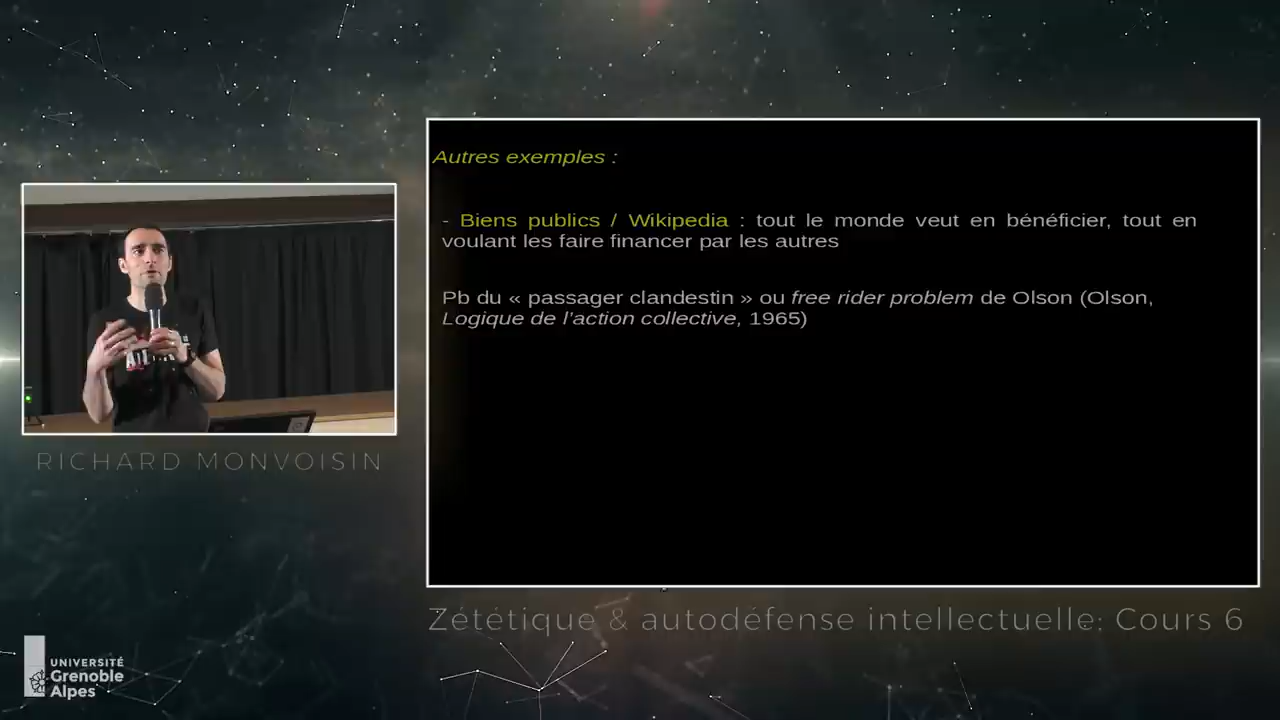 Autres exemples :
- Biens publics / Wikipedia : tout le monde veut en bénéficier, tout en
voulant les faire financer par les autres
Pb du « passager clandestin » ou free rider problem de Olson (Olson,
Logique de l'action collective, 1965)
RICHARD MONVOISIN
Zététique & autodéfense intellectuelle: Cours 6
UNIVERSITÉ
Grenoble
Alpes